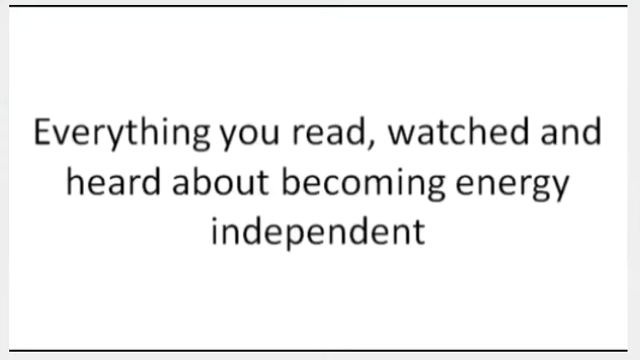 Everything you read, watched and
heard about becoming energy
independent